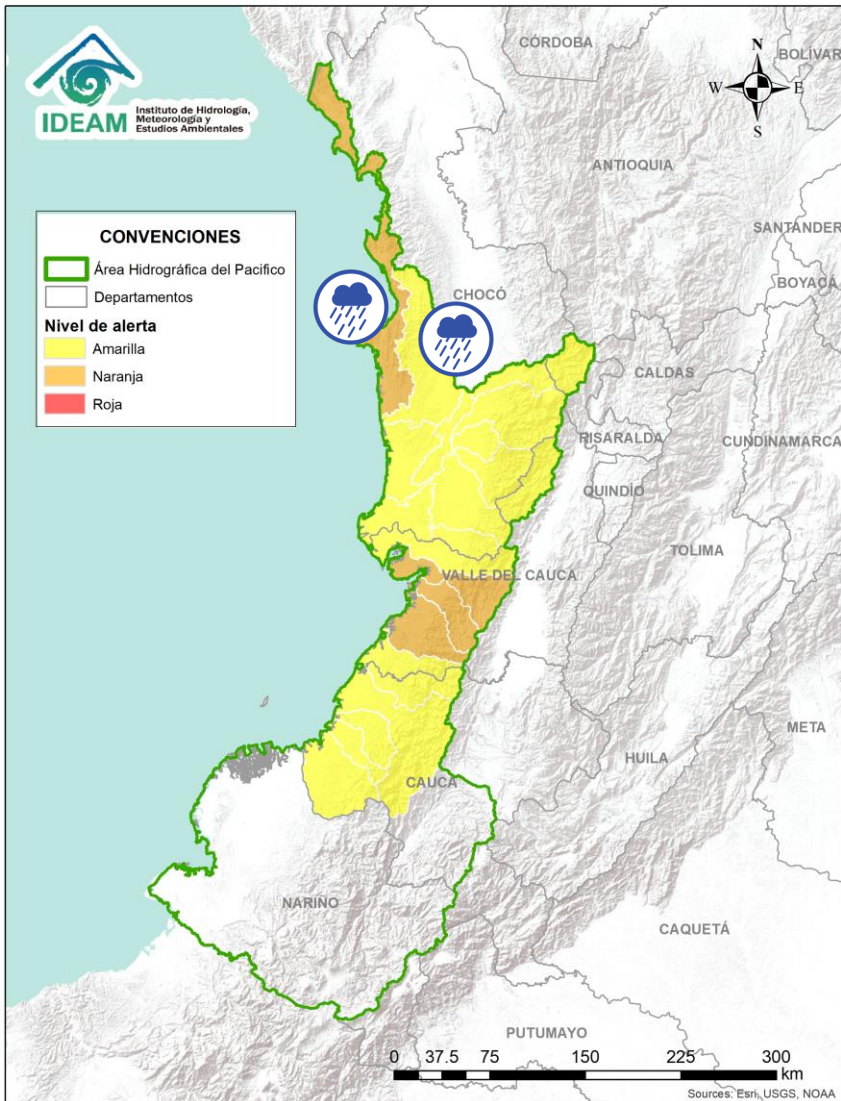 IDEAM
Instituto de Hidrología,
Meteorología y
Estudios Ambientales
CONVENCIONES
Área Hidrográfica del Pacifico
Departamentos
Nivel de alerta
Amarilla
Naranja
Roja
N
W E
S
CÓRDOBA
BOLÍVAR
ANTIOQUIA
SANTANDER
BOYACÁ
CHOCÓ
CALDAS
RISARALDA
CUNDINAMARCA
QUINDÍO
TOLIMA
VALLE DEL CAUCA
META
HUILA
CAUCA
NARIÑO
CAQUETÁ
PUTUMAYO
0 37.5 75 150 225 300
km
Sources: Esri, USGS, NOAA